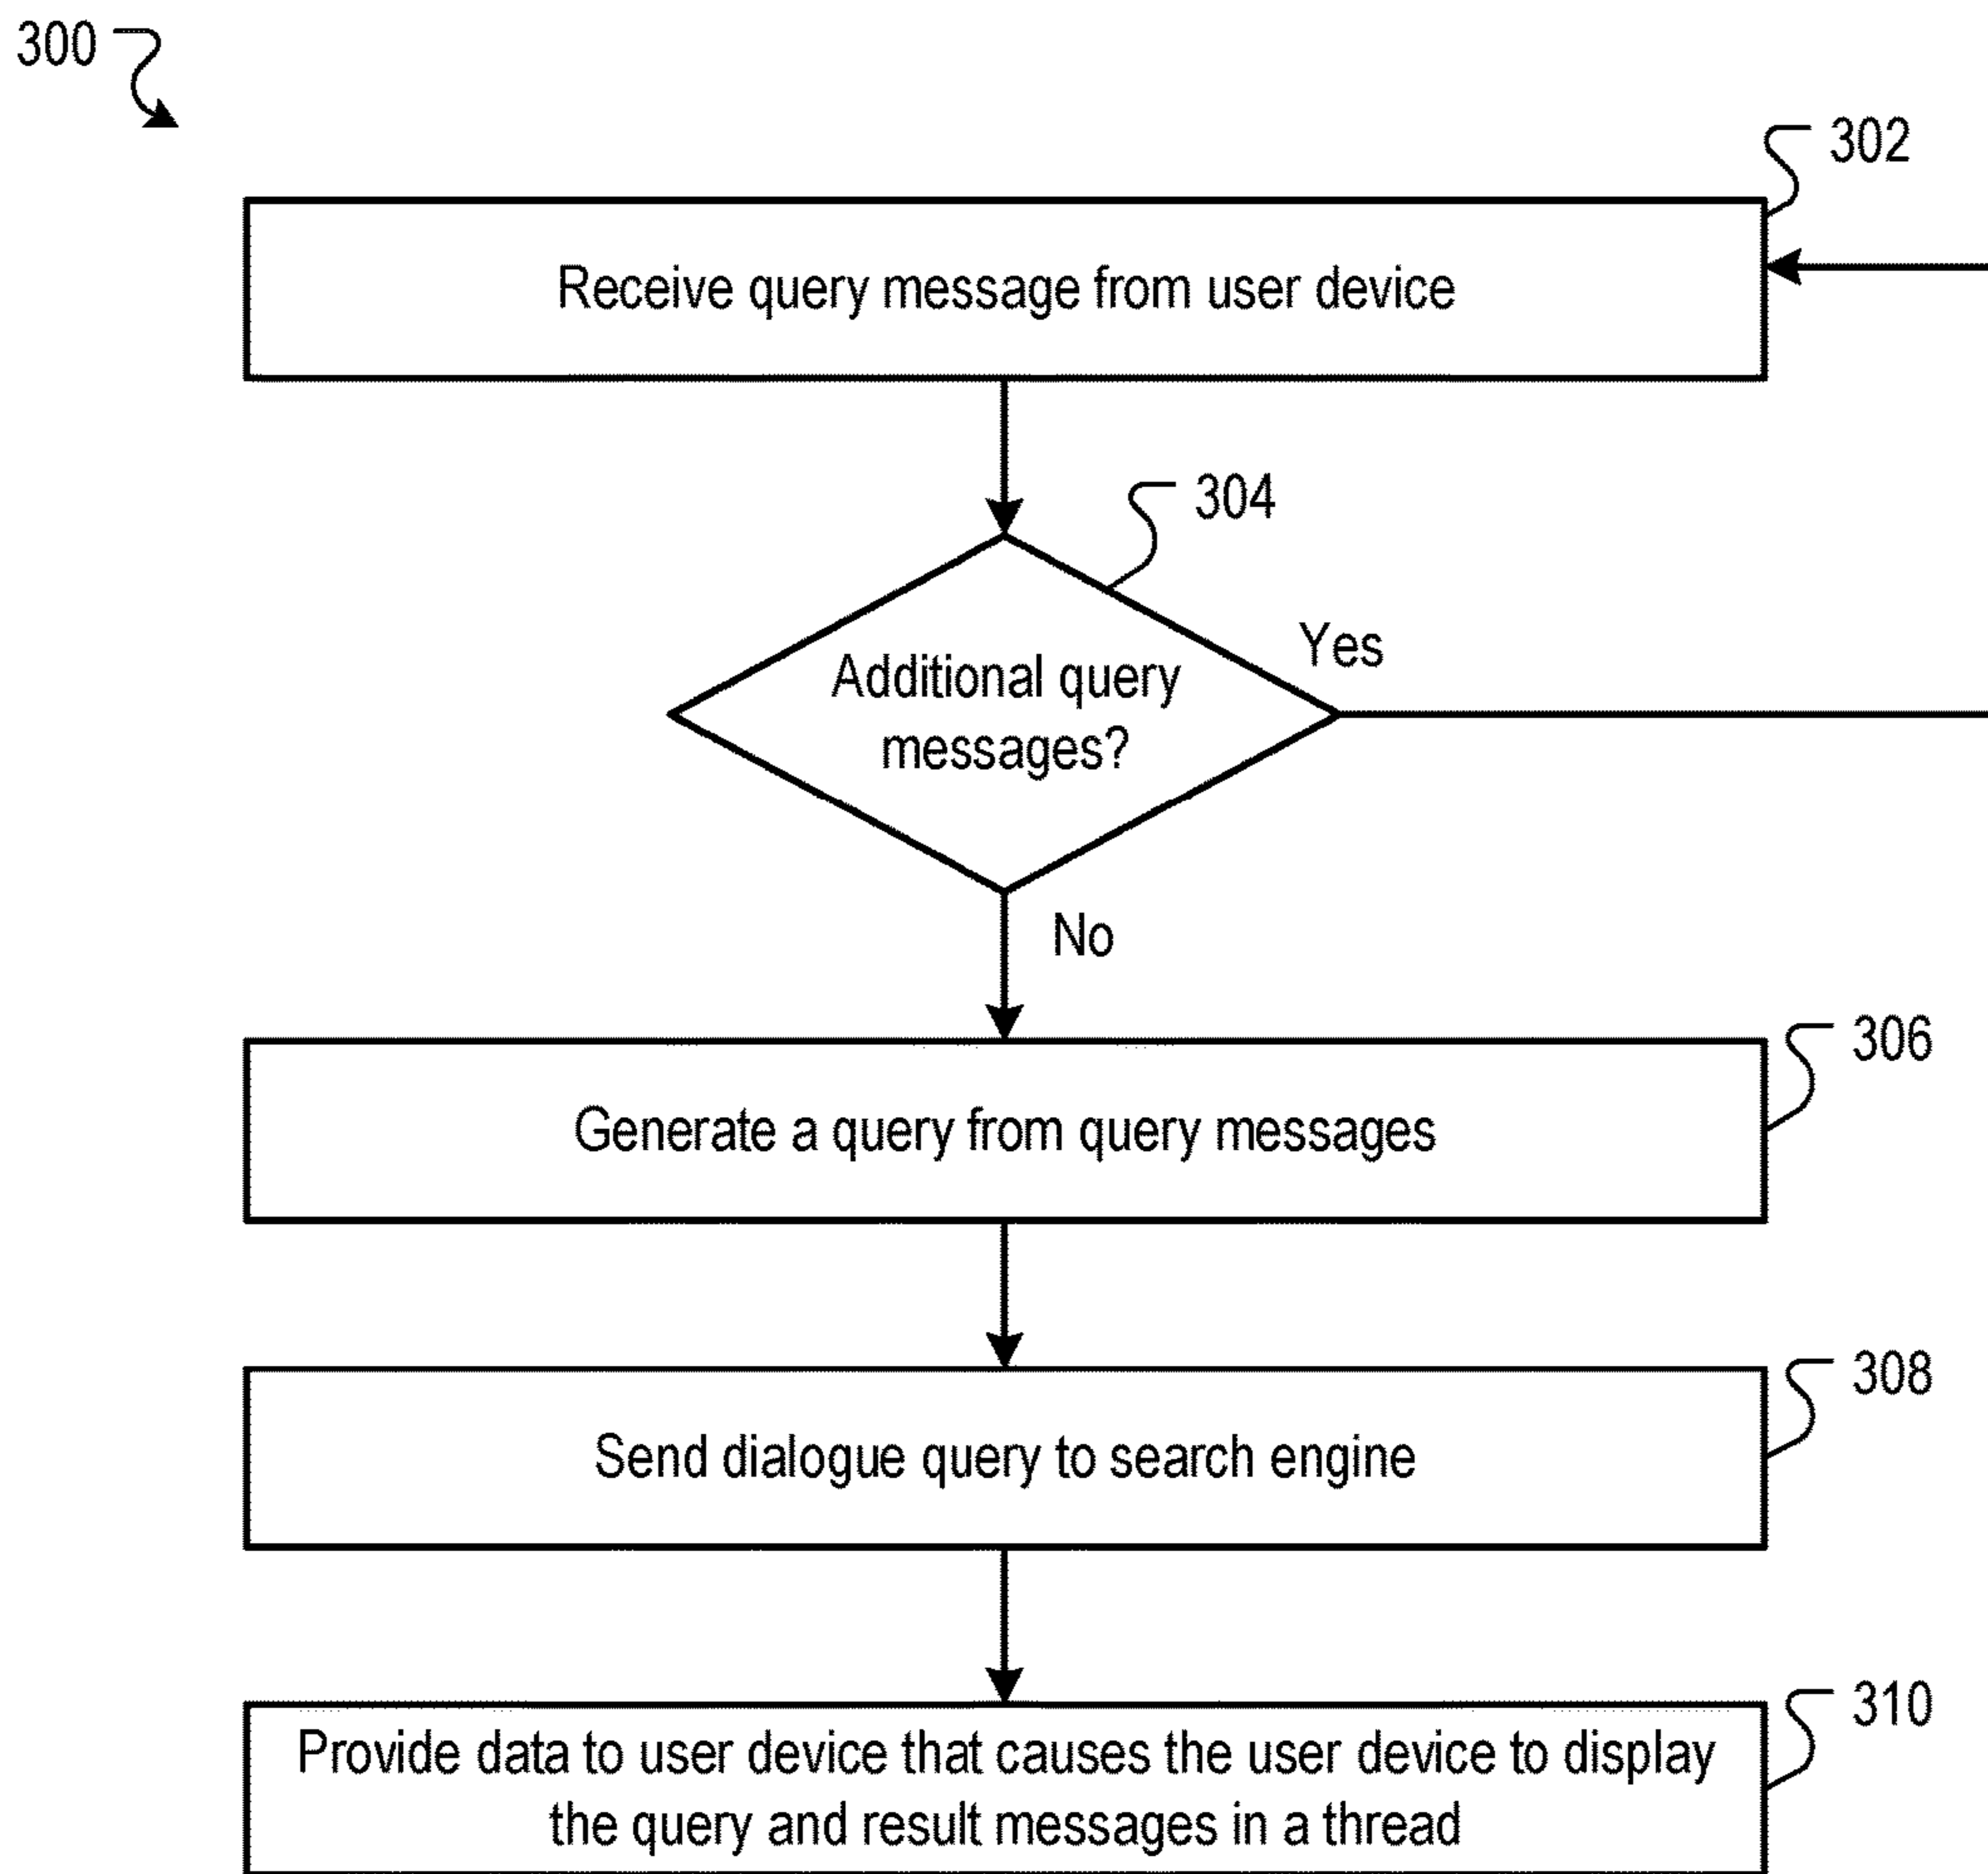 300
302
Receive query message from user device
304
Yes
Additional query
messages?
No
306
Generate a query from query messages
308
Send dialogue query to search engine
310
Provide data to user device that causes the user device to display
the query and result messages in a thread